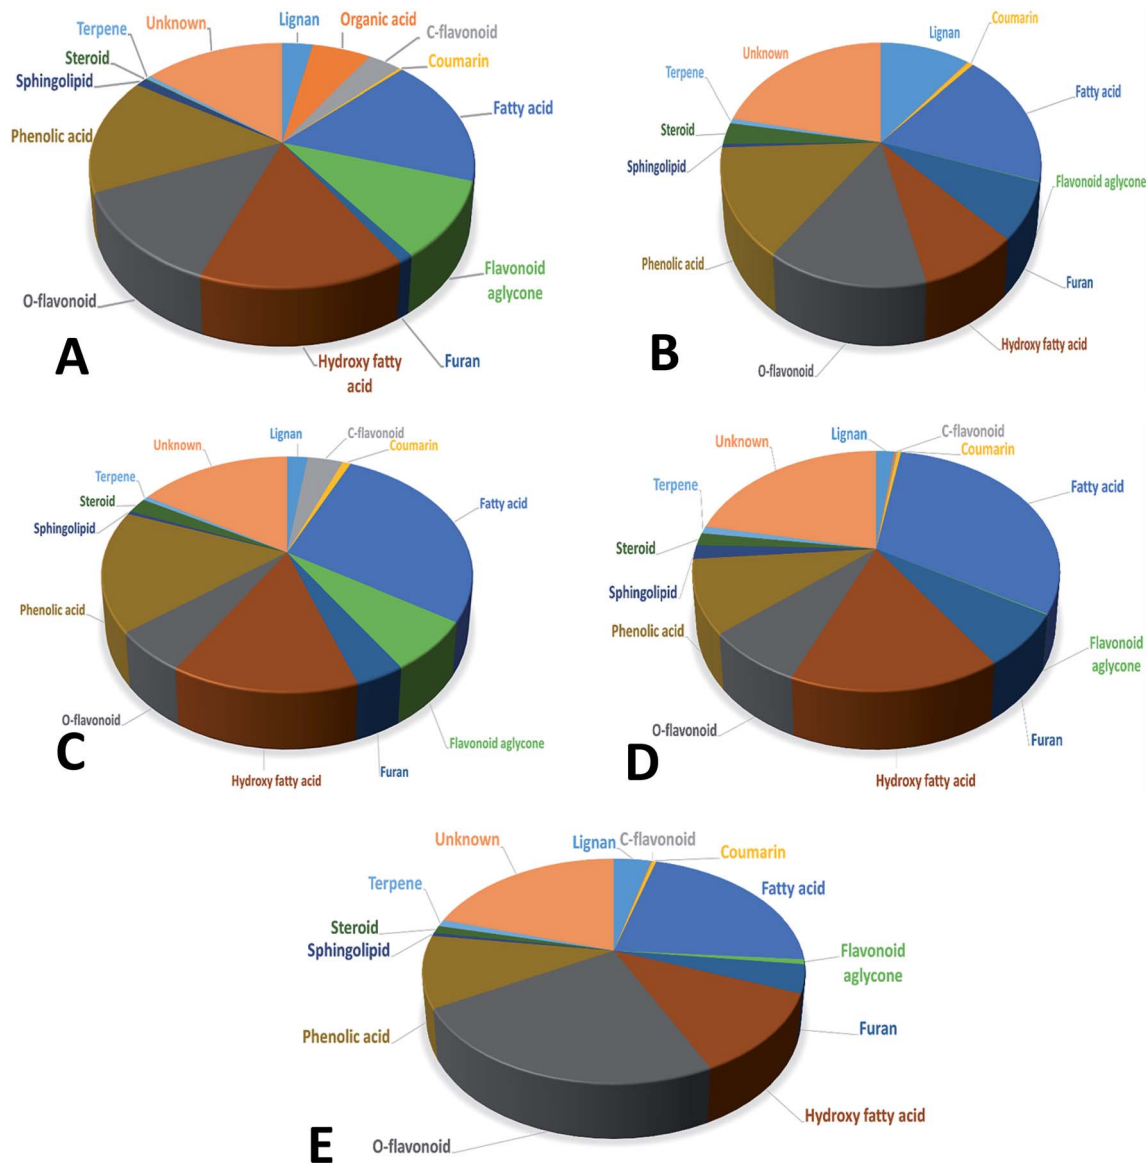 Lignan
Organic acid
C-flavonoid
Coumarin
Fatty acid
Flavonoid
aglycone
Furan
Hydroxy fatty
acid
O-flavonoid
Phenolic acid
Sphingolipid
Steroid
Terpene
Unknown
A
Lignan
Coumarin
Fatty acid
Flavonoid aglycone
Furan
Hydroxy fatty acid
O-flavonoid
Phenolic acid
Sphingolipid
Steroid
Terpene
Unknown
B
Lignan
C-flavonoid
Coumarin
Fatty acid
Flavonoid aglycone
Furan
Hydroxy fatty acid
O-flavonoid
Phenolic acid
Sphingolipid
Steroid
Terpene
Unknown
C
Lignan
C-flavonoid
Coumarin
Fatty acid
Flavonoid
aglycone
Furan
Hydroxy fatty acid
O-flavonoid
Phenolic acid
Sphingolipid
Steroid
Terpene
Unknown
D
Lignan
C-flavonoid
Coumarin
Fatty acid
Flavonoid
aglycone
Furan
Hydroxy fatty acid
O-flavonoid
Phenolic acid
Sphingolipid
Steroid
Terpene
Unknown
E